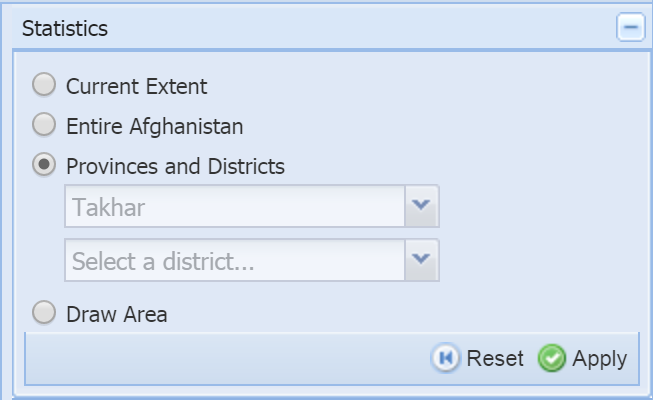 Statistics
Current Extent
Entire Afghanistan
Provinces and Districts
Takhar
Select a district...
Draw Area
Reset Apply